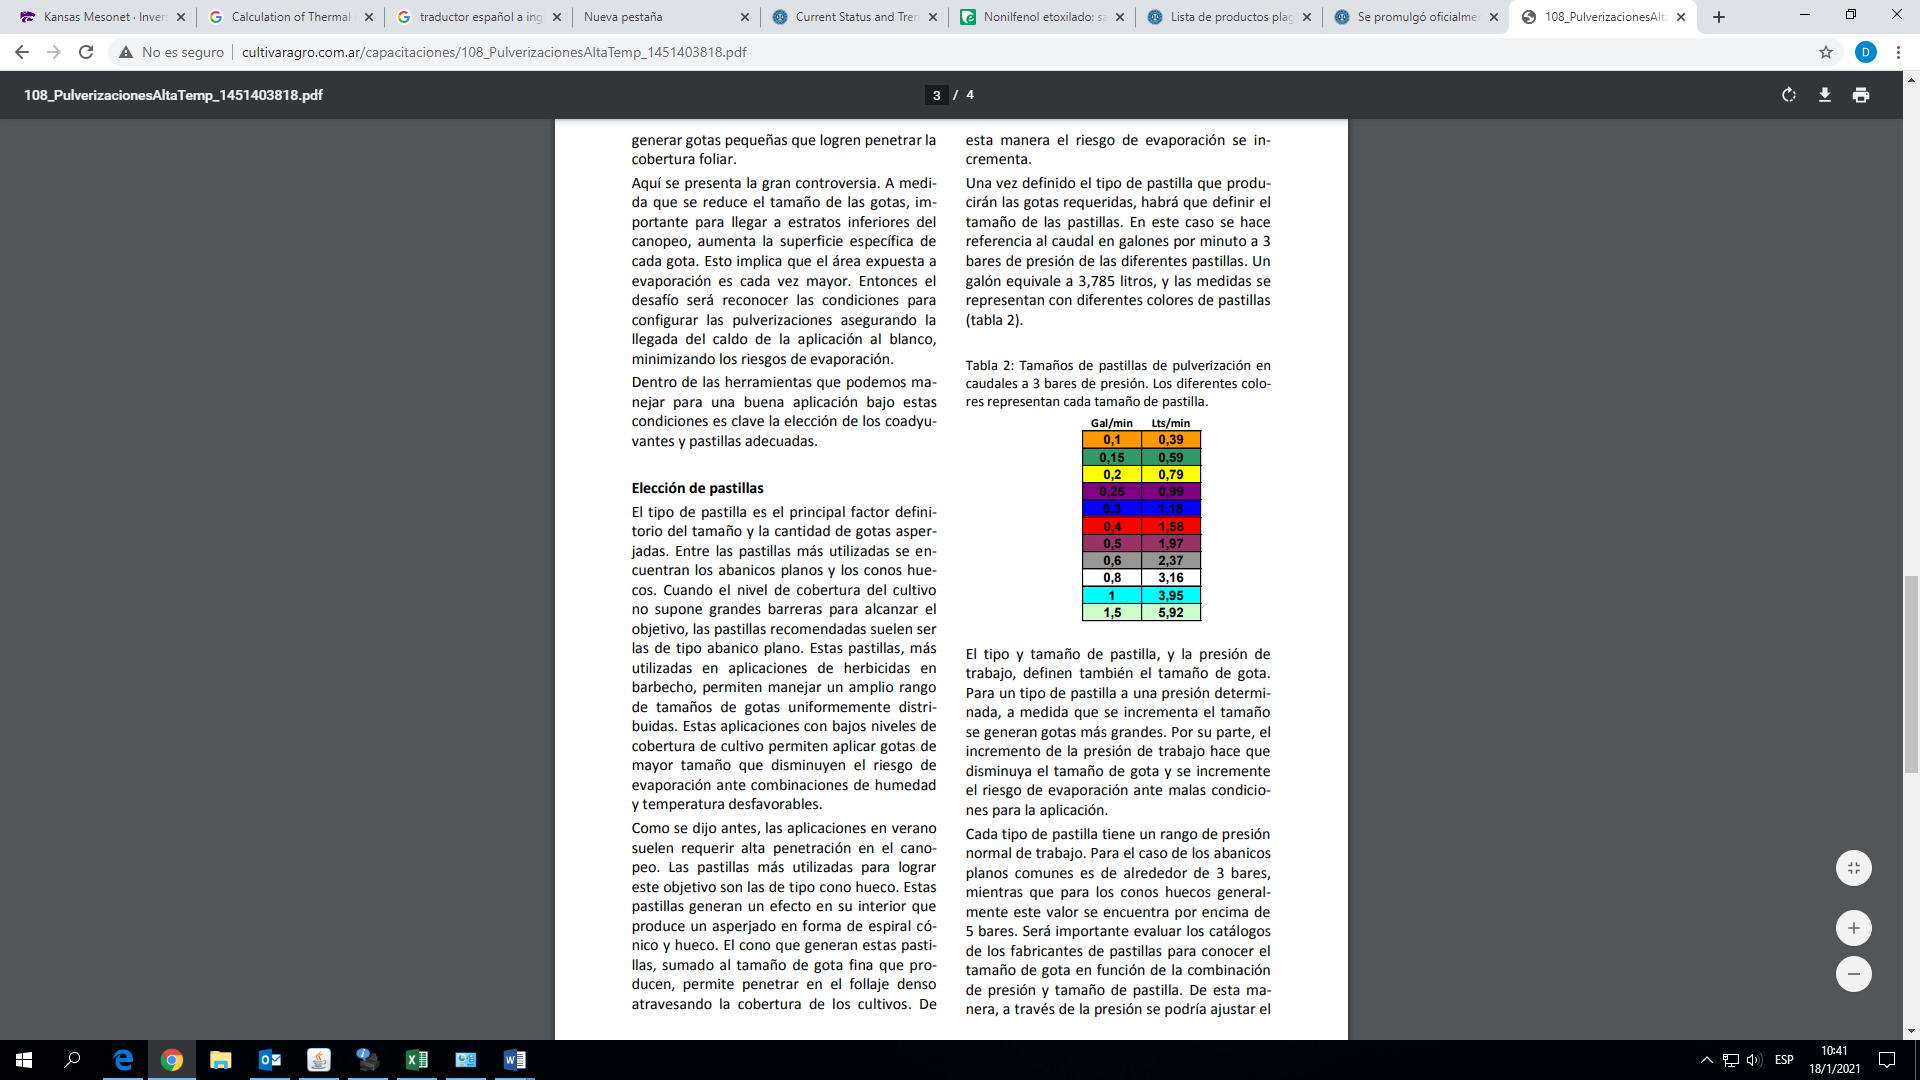 Kansas Mesonet · Inver
Calculation of Thermal
traductor español a ing
Nueva pestaña
Current Status and Tren
Nonilfenol etoxilado: sa
Lista de productos plag
Se promulgó oficialme
108_PulverizacionesAlta
No es seguro
cultivaragro.com.ar/capacitaciones/108_PulverizacionesAltaTemp_1451403818.pdf
D
108_PulverizacionesAltaTemp_1451403818.pdf
3 / 4
generar gotas pequeñas que logren penetrar la
cobertura foliar.
Aquí se presenta la gran controversia. A medi-
da que se reduce el tamaño de las gotas, im-
portante para llegar a estratos inferiores del
canopeo, aumenta la superficie específica de
cada gota. Esto implica que el área expuesta a
evaporación es cada vez mayor. Entonces el
desafío será reconocer las condiciones para
configurar las pulverizaciones asegurando la
llegada del caldo de la aplicación al blanco,
minimizando los riesgos de evaporación.
Dentro de las herramientas que podemos ma-
nejar para una buena aplicación bajo estas
condiciones es clave la elección de los coadyu-
vantes y pastillas adecuadas.
Elección de pastillas
El tipo de pastilla es el principal factor defini-
torio del tamaño y la cantidad de gotas asper-
jadas. Entre las pastillas más utilizadas se en-
cuentran los abanicos planos y los conos hue-
cos. Cuando el nivel de cobertura del cultivo
no supone grandes barreras para alcanzar el
objetivo, las pastillas recomendadas suelen ser
las de tipo abanico plano. Estas pastillas, más
utilizadas en aplicaciones de herbicidas en
barbecho, permiten manejar un amplio rango
de tamaños de gotas uniformemente distri-
buidas. Estas aplicaciones con bajos niveles de
cobertura de cultivo permiten aplicar gotas de
mayor tamaño que disminuyen el riesgo de
evaporación ante combinaciones de humedad
y temperatura desfavorables.
Como se dijo antes, las aplicaciones en verano
suelen requerir alta penetración en el cano-
peo. Las pastillas más utilizadas para lograr
este objetivo son las de tipo cono hueco. Estas
pastillas generan un efecto en su interior que
produce un asperjado en forma de espiral có-
nico y hueco. El cono que generan estas pasti-
llas, sumado al tamaño de gota fina que pro-
ducen, permite penetrar en el follaje denso
atravesando la cobertura de los cultivos. De
esta manera el riesgo de evaporación se in-
crementa.
Una vez definido el tipo de pastilla que produ-
cirán las gotas requeridas, habrá que definir el
tamaño de las pastillas. En este caso se hace
referencia al caudal en galones por minuto a 3
bares de presión de las diferentes pastillas. Un
galón equivale a 3,785 litros, y las medidas se
representan con diferentes colores de pastillas
(tabla 2).
Tabla 2: Tamaños de pastillas de pulverización en
caudales a 3 bares de presión. Los diferentes colo-
res representan cada tamaño de pastilla.
Gal/min Lts/min
0,1 0,39
0,15 0,59
0,2 0,79
0,25 0,99
0,3 1,18
0,4 1,58
0,5 1,97
0,6 2,37
0,8 3,16
1 3,95
1,5 5,92
El tipo y tamaño de pastilla, y la presión de
trabajo, definen también el tamaño de gota.
Para un tipo de pastilla a una presión determi-
nada, a medida que se incrementa el tamaño
se generan gotas más grandes. Por su parte, el
incremento de la presión de trabajo hace que
disminuya el tamaño de gota y se incremente
el riesgo de evaporación ante malas condicio-
nes para la aplicación.
Cada tipo de pastilla tiene un rango de presión
normal de trabajo. Para el caso de los abanicos
planos comunes es de alrededor de 3 bares,
mientras que para los conos huecos general-
mente este valor se encuentra por encima de
5 bares. Será importante evaluar los catálogos
de los fabricantes de pastillas para conocer el
tamaño de gota en función de la combinación
de presión y tamaño de pastilla. De esta ma-
nera, a través de la presión se podría ajustar el
ESP
10:41
18/1/2021